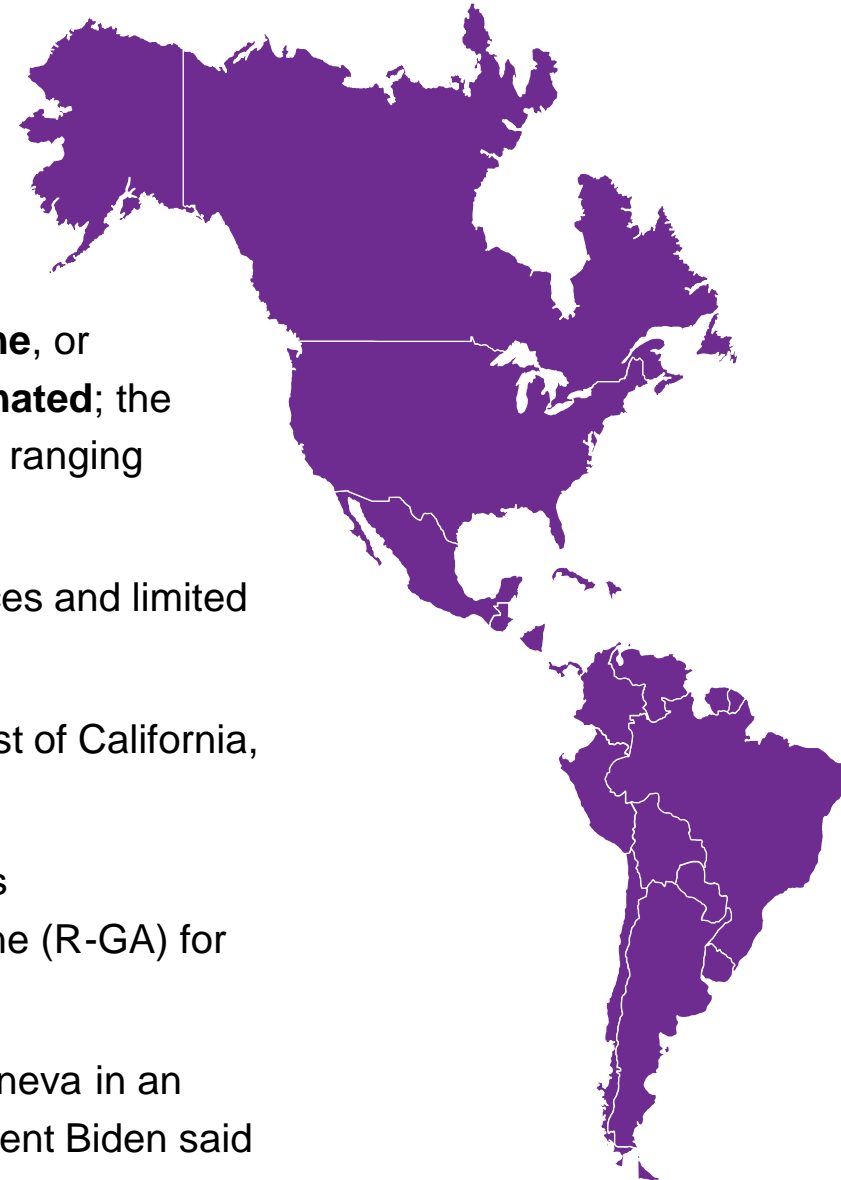 ne, or
nated; the
ranging
ces and limited
st of California,
s
ne (R-GA) for
neva in an
ent Biden said